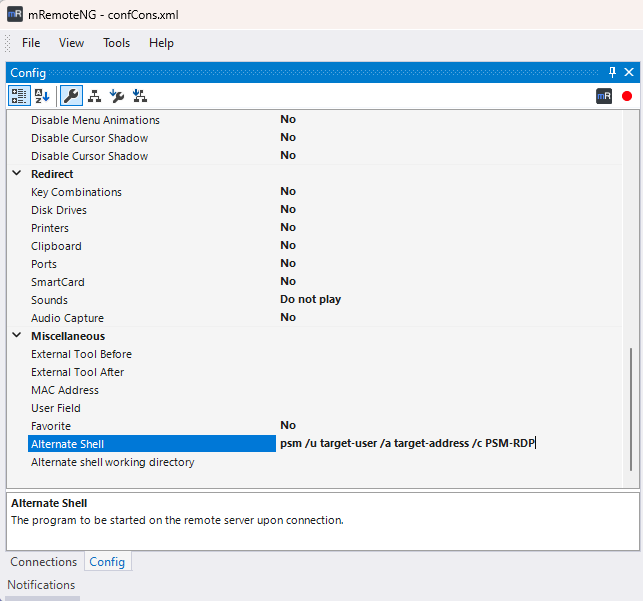 mR mRemoteNG - confCons.xml
File View Tools Help
Config
A Z mR
Disable Menu Animations No
Disable Cursor Shadow No
Disable Cursor Shadow No
Redirect
Key Combinations No
Disk Drives No
Printers No
Clipboard No
Ports No
SmartCard No
Sounds Do not play
Audio Capture No
Miscellaneous
External Tool Before
External Tool After
MAC Address
User Field
Favorite No
Alternate Shell psm /u target-user /a target-address /c PSM-RDP
Alternate shell working directory
Alternate Shell
The program to be started on the remote server upon connection.
Connections Config
Notifications